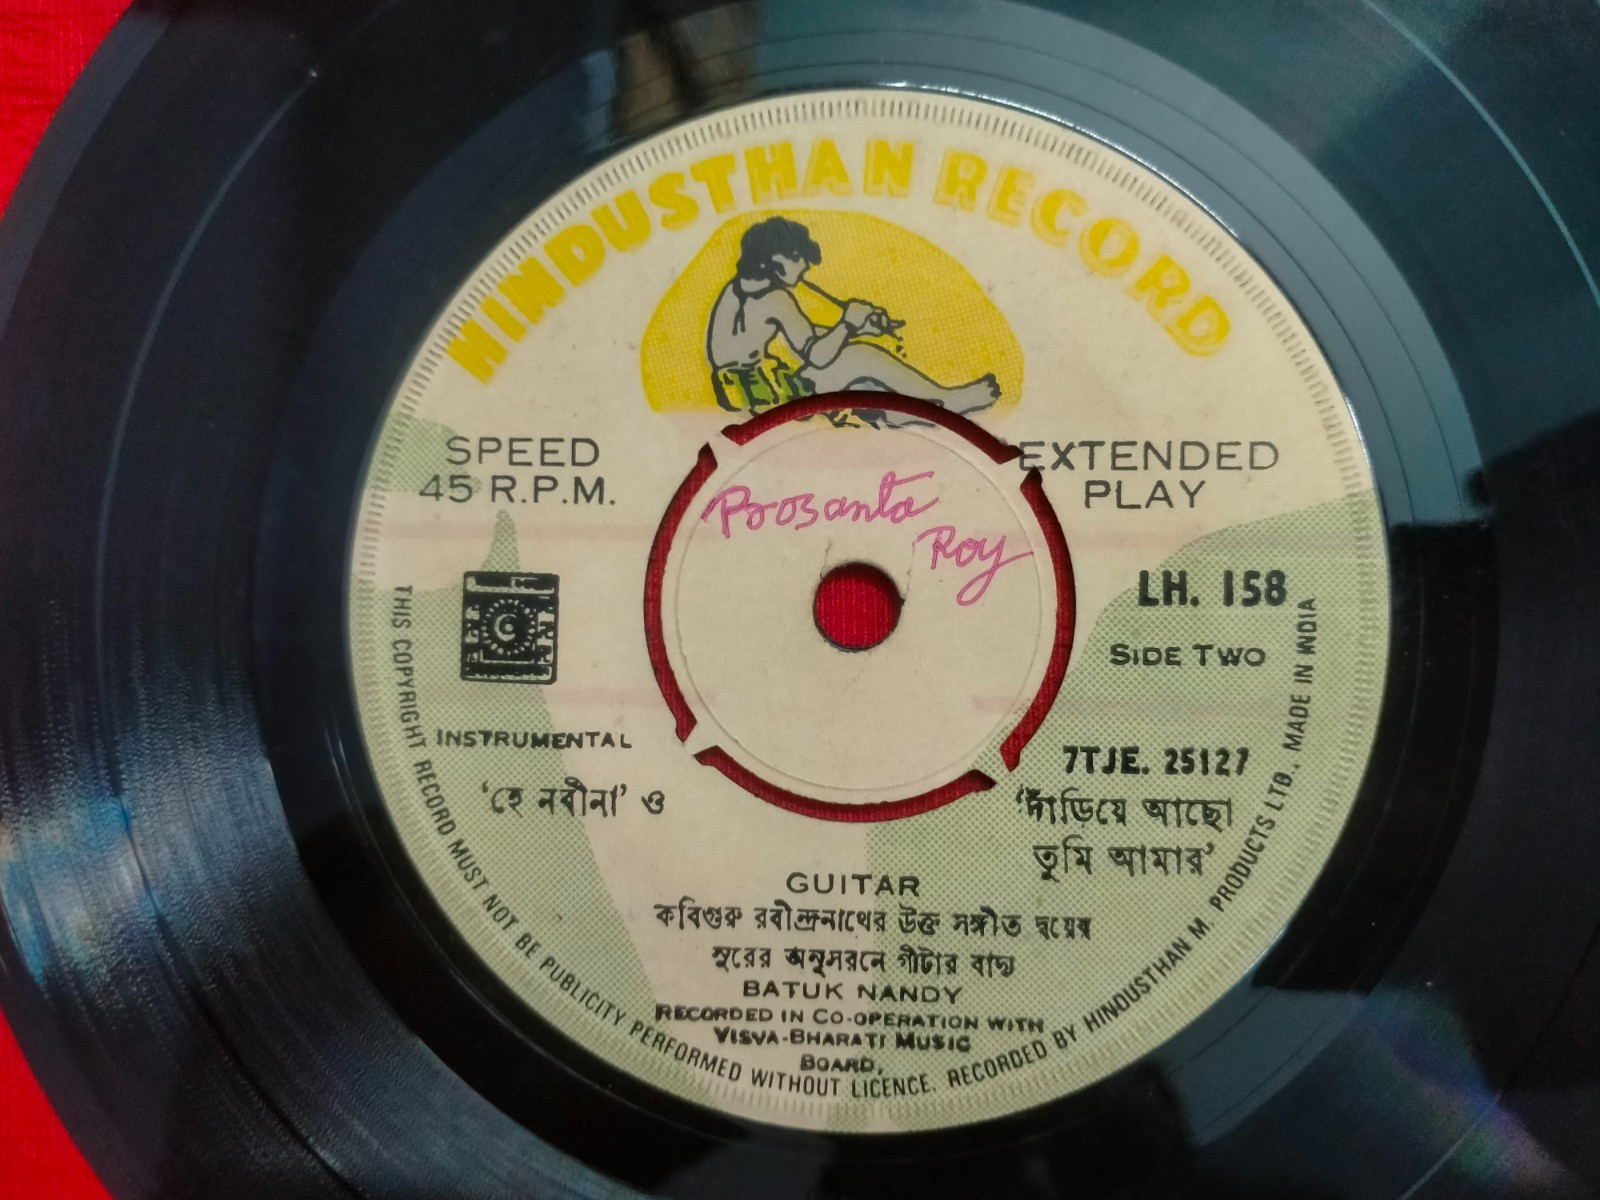 HINDUSTHAN RECORD
SPEED
45 R.P.M.
EXTENDED
PLAY
Prosanta
Roy
LH. 158
SIDE TWO
INSTRUMENTAL
7TJE. 25127
'হে নবীনা' ও
'দাঁড়িয়ে আছো
তুমি আমার'
GUITAR
কবিগুরু রবীন্দ্রনাথের উক্ত সঙ্গীত দ্বয়ের
সুরের অনুসরনে গীটার বাদ্য
BATUK NANDY
RECORDED IN CO-OPERATION WITH
VISVA-BHARATI MUSIC
BOARD.
THIS COPYRIGHT RECORD MUST NOT BE PUBLICITY PERFORMED WITHOUT LICENCE. RECORDED BY HINDUSTHAN M. PRODUCTS LTD., MADE IN INDIA